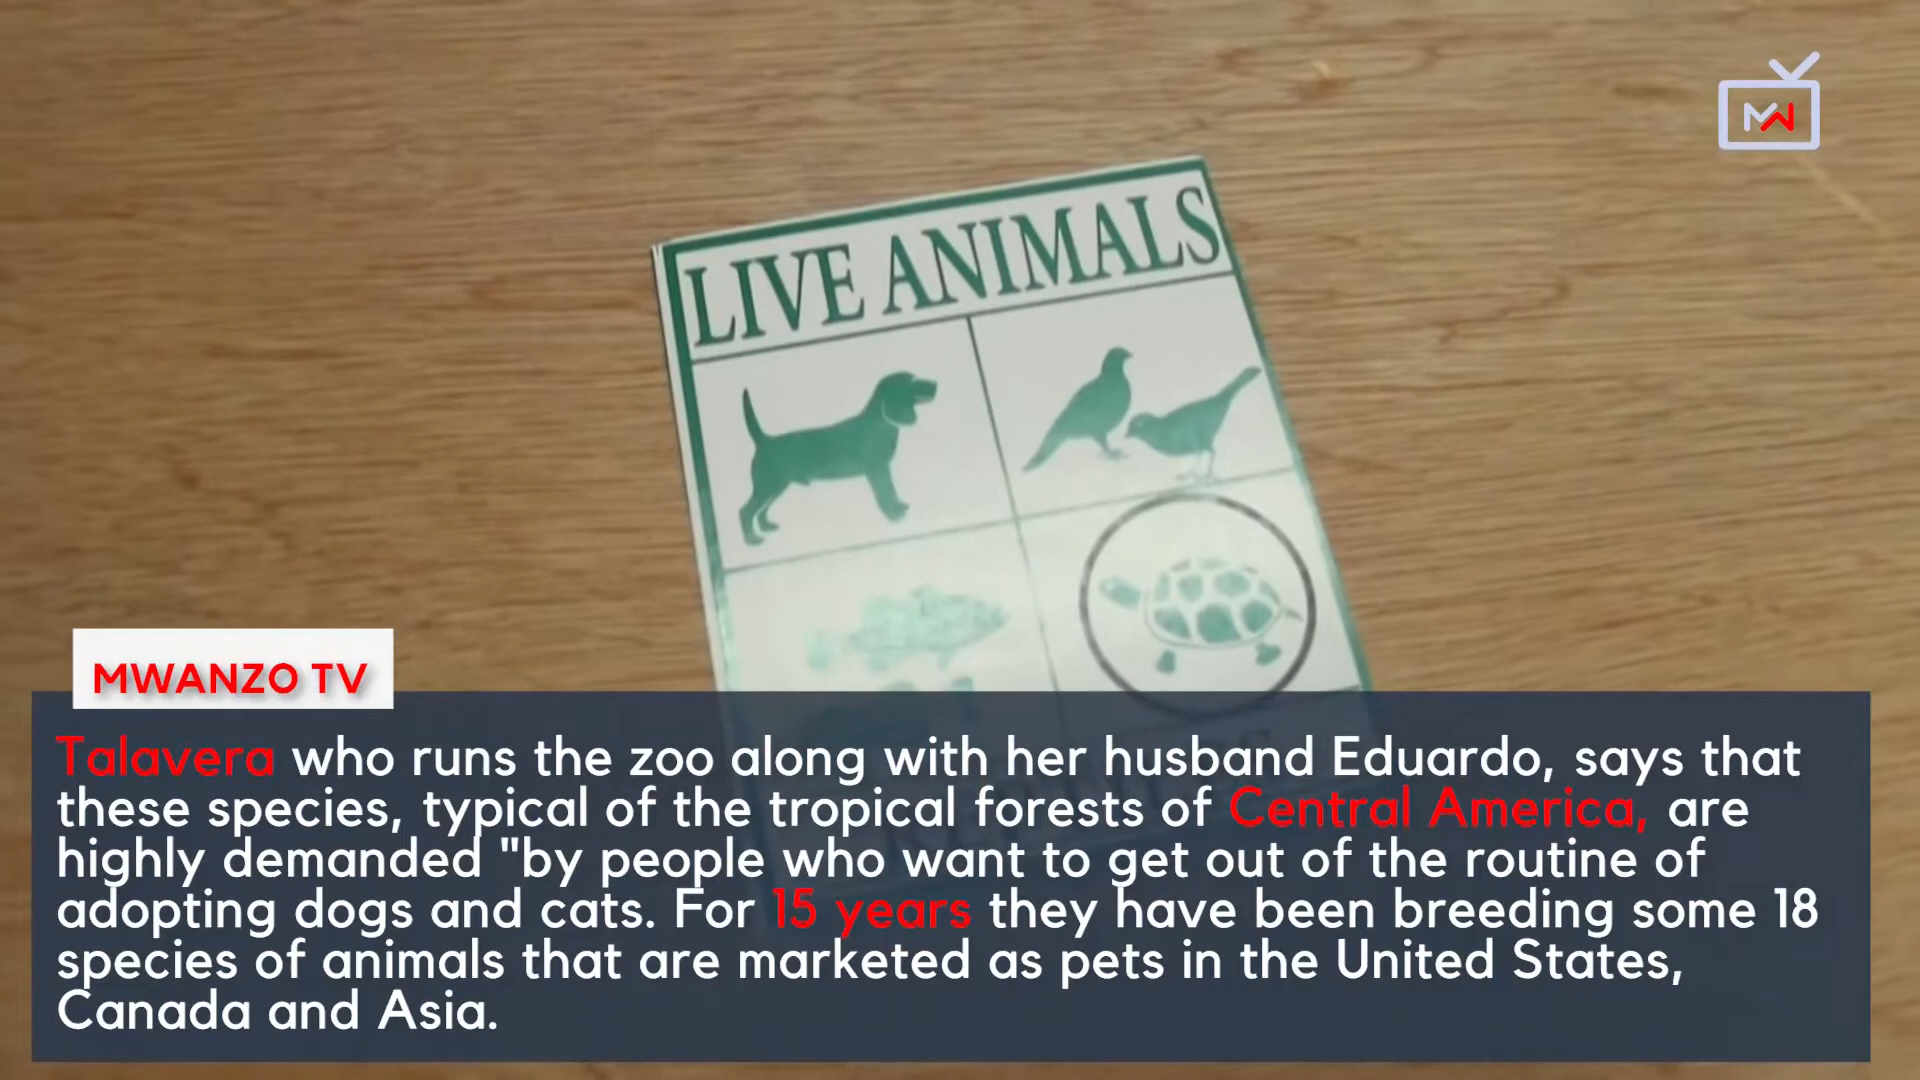 LIVE ANIMALS
MWANZO TV
Talavera who runs the zoo along with her husband Eduardo, says that
these species, typical of the tropical forests of Central America, are
highly demanded "by people who want to get out of the routine of
adopting dogs and cats. For 15 years they have been breeding some 18
species of animals that are marketed as pets in the United States,
Canada and Asia.